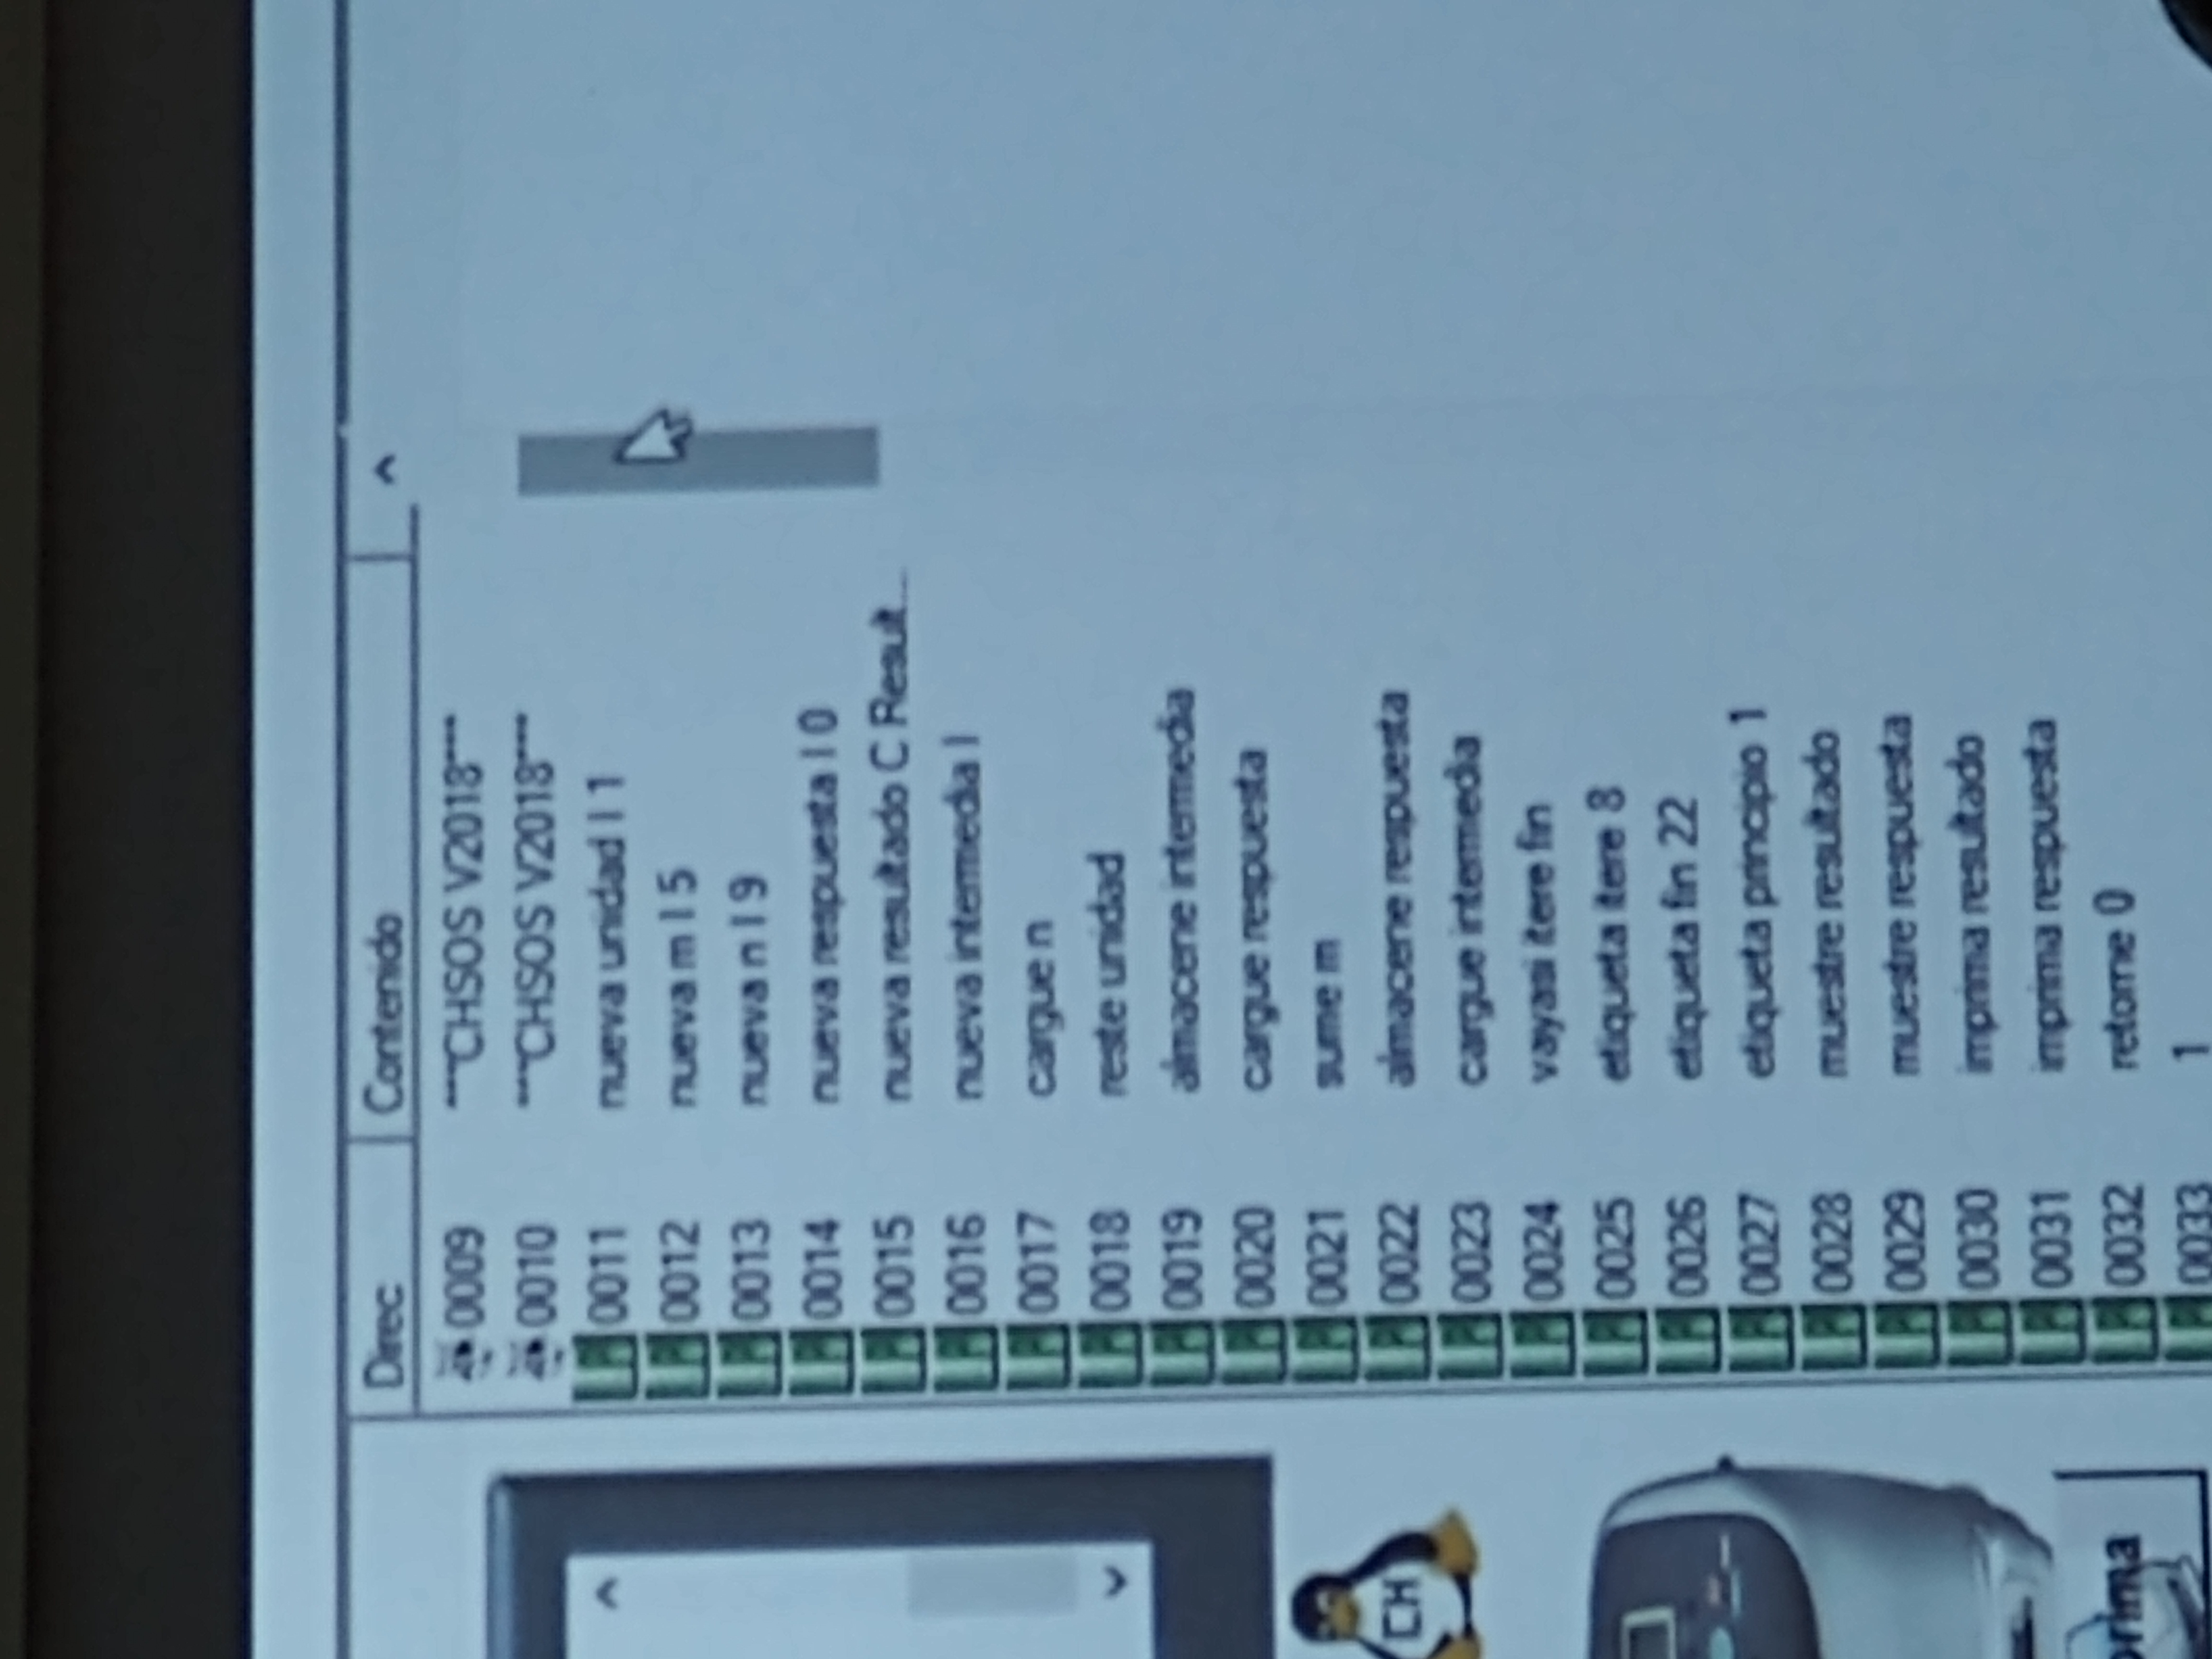 Direc Contenido
0009 ***CHSOS V2018***
0010 ***CHSOS V2018***
0011 nueva unidad I 1
0012 nueva m I 5
0013 nueva n I 9
0014 nueva respuesta I 0
0015 nueva resultado C Result...
0016 nueva intermedia I
0017 cargue n
0018 reste unidad
0019 almacene intermedia
0020 cargue respuesta
0021 sume m
0022 almacene respuesta
0023 cargue intermedia
0024 vayasi itere fin
0025 etiqueta itere 8
0026 etiqueta fin 22
0027 etiqueta principio 1
0028 muestre resultado
0029 muestre respuesta
0030 imprima resultado
0031 imprima respuesta
0032 retorne 0
0033 1
CH
prima